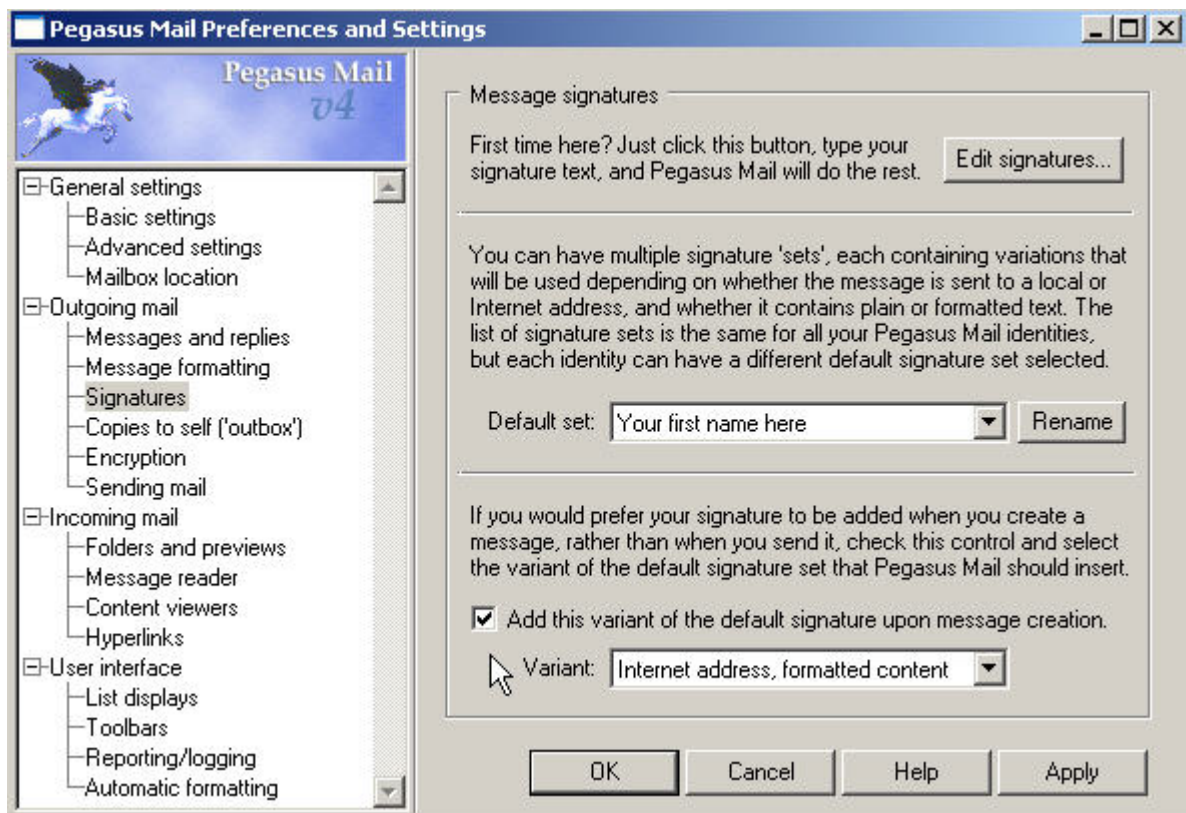 Pegasus Mail Preferences and Settings
Pegasus Mail
v4
General settings
Basic settings
Advanced settings
Mailbox location
Outgoing mail
Messages and replies
Message formatting
Signatures
Copies to self ('outbox')
Encryption
Sending mail
Incoming mail
Folders and previews
Message reader
Content viewers
Hyperlinks
User interface
List displays
Toolbars
Reporting/logging
Automatic formatting
Message signatures
First time here? Just click this button, type your
signature text, and Pegasus Mail will do the rest.
Edit signatures...
You can have multiple signature 'sets', each containing variations that
will be used depending on whether the message is sent to a local or
Internet address, and whether it contains plain or formatted text. The
list of signature sets is the same for all your Pegasus Mail identities,
but each identity can have a different default signature set selected.
Default set: Your first name here Rename
If you would prefer your signature to be added when you create a
message, rather than when you send it, check this control and select
the variant of the default signature set that Pegasus Mail should insert.
Add this variant of the default signature upon message creation.
Variant: Internet address, formatted content
OK Cancel Help Apply